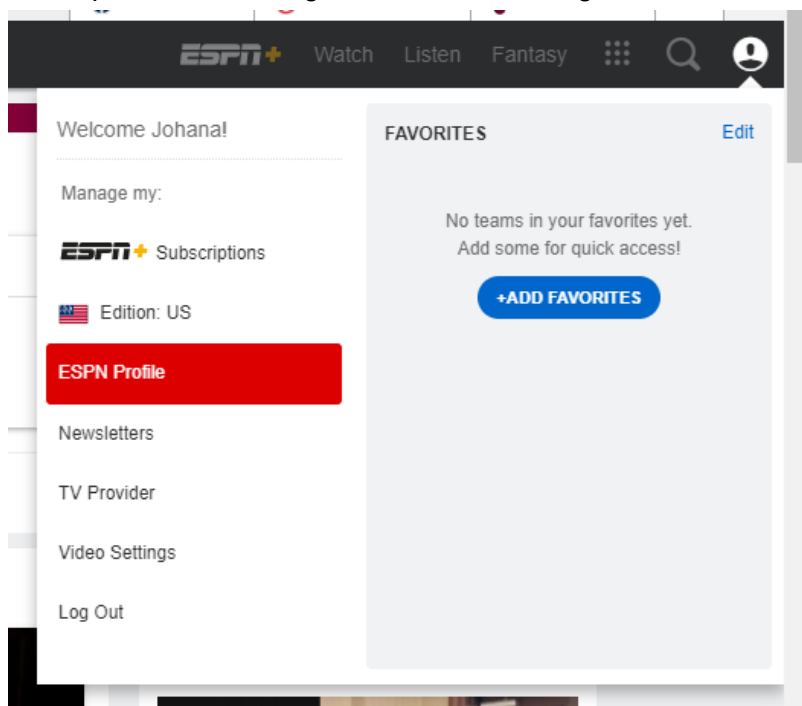 ESPN+ Watch Listen Fantasy
Welcome Johana!
Manage my:
ESPN+ Subscriptions
Edition: US
ESPN Profile
Newsletters
TV Provider
Video Settings
Log Out
FAVORITES Edit
No teams in your favorites yet.
Add some for quick access!
+ADD FAVORITES